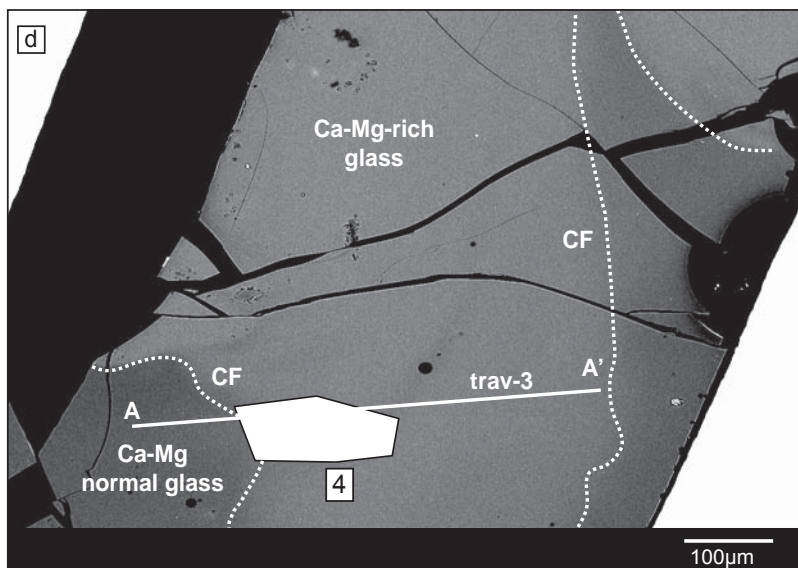 d
Ca-Mg-rich
glass
CF
CF
A'
trav-3
A
Ca-Mg
normal glass
4
100µm